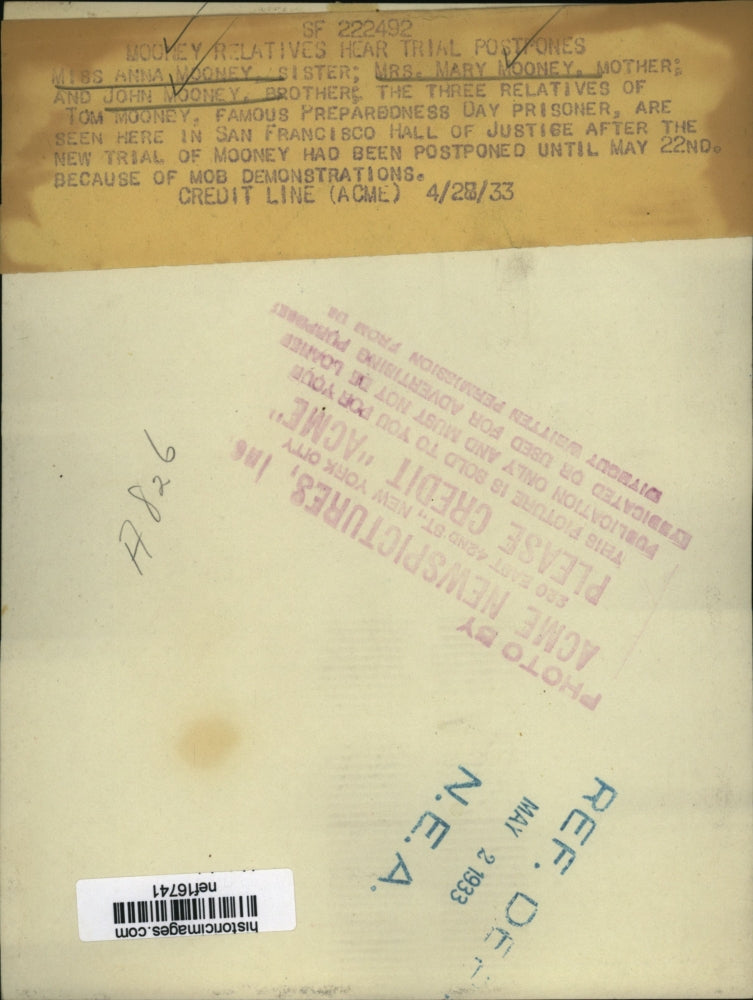 SF 222492
MOONEY RELATIVES HEAR TRIAL POSTPONES
MISS ANNA MOONEY, SISTER; MRS. MARY MOONEY, MOTHER;
AND JOHN MOONEY, BROTHER, THE THREE RELATIVES OF
TOM MOONEY, FAMOUS PREPARBDNESS DAY PRISONER, ARE
SEEN HERE IN SAN FRANCISCO HALL OF JUSTICE AFTER THE
NEW TRIAL OF MOONEY HAD BEEN POSTPONED UNTIL MAY 22ND.
BECAUSE OF MOB DEMONSTRATIONS.
CREDIT LINE (ACME) 4/28/33
A826
PHOTO BY
ACME NEWSPICTURES, INC.
220 EAST 42ND ST., NEW YORK CITY
PLEASE CREDIT "ACME"
THIS PICTURE IS SOLD TO YOU FOR YOUR
PUBLICATION ONLY AND MUST NOT BE LOANED
SYNDICATED OR USED FOR ADVERTISING PURPOSES
WITHOUT WRITTEN PERMISSION FROM US
REF. DE
MAY 2 1933
N.E.A.
historicimages.com
nef16741